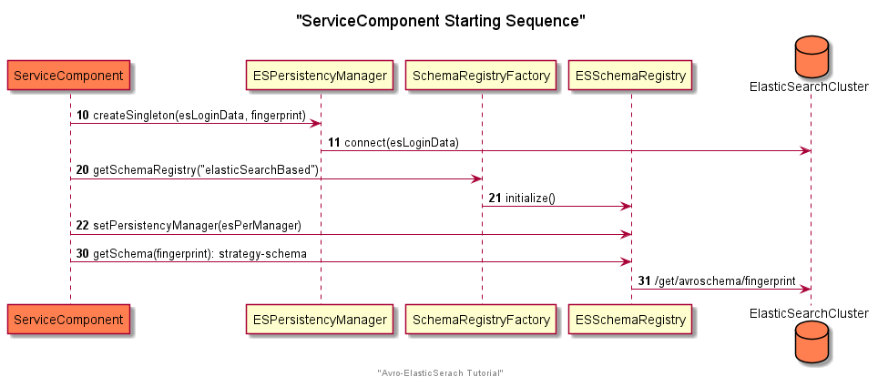 "ServiceComponent Starting Sequence"
ServiceComponent
ESPersistencyManager
SchemaRegistryFactory
ESSchemaRegistry
ElasticSearchCluster
10 createSingleton(esLoginData, fingerprint)
11 connect(esLoginData)
20 getSchemaRegistry("elasticSearchBased")
21 initialize()
22 setPersistencyManager(esPerManager)
30 getSchema(fingerprint): strategy-schema
31 /get/avroschema/fingerprint
ServiceComponent
ESPersistencyManager
SchemaRegistryFactory
ESSchemaRegistry
ElasticSearchCluster
"Avro-ElasticSerach Tutorial"